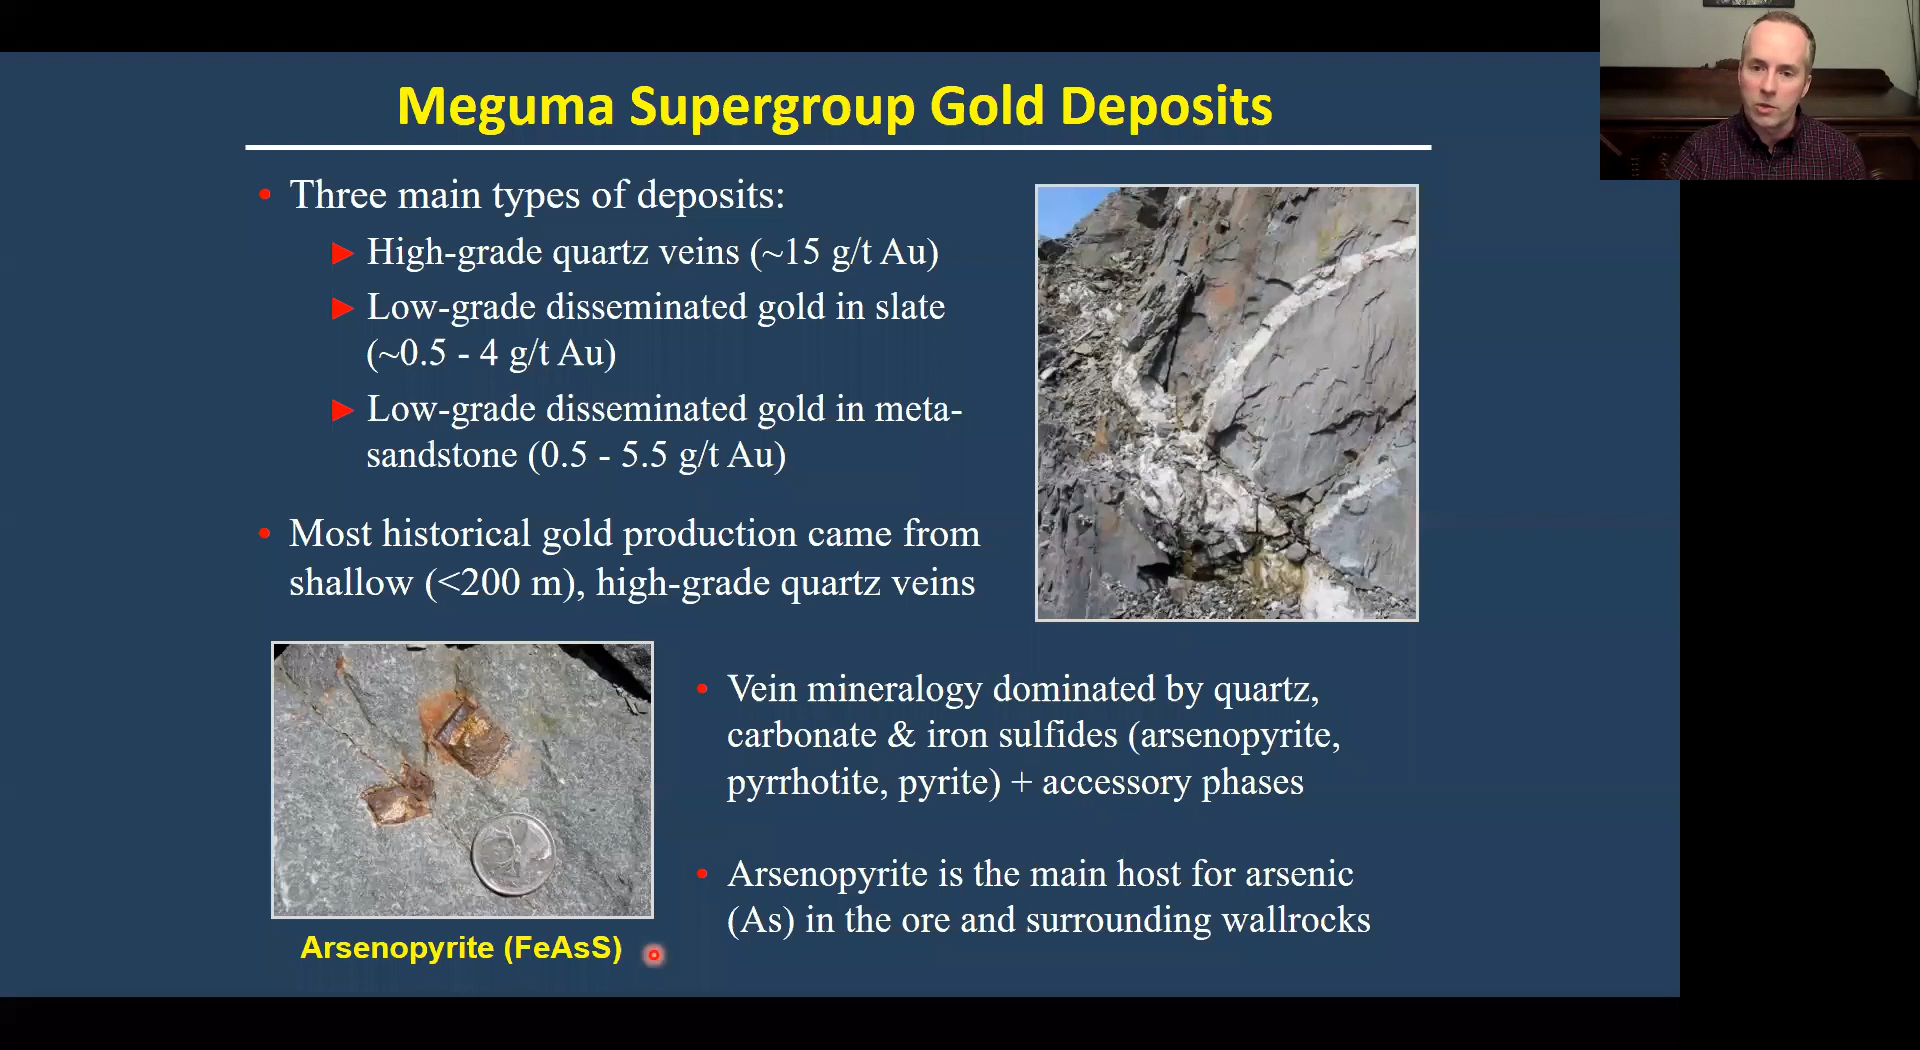 Meguma Supergroup Gold Deposits
• Three main types of deposits:
► High-grade quartz veins (~15 g/t Au)
► Low-grade disseminated gold in slate
(~0.5 - 4 g/t Au)
► Low-grade disseminated gold in meta-
sandstone (0.5 - 5.5 g/t Au)
• Most historical gold production came from
shallow (<200 m), high-grade quartz veins
Arsenopyrite (FeAsS)
• Vein mineralogy dominated by quartz,
carbonate & iron sulfides (arsenopyrite,
pyrrhotite, pyrite) + accessory phases
• Arsenopyrite is the main host for arsenic
(As) in the ore and surrounding wallrocks